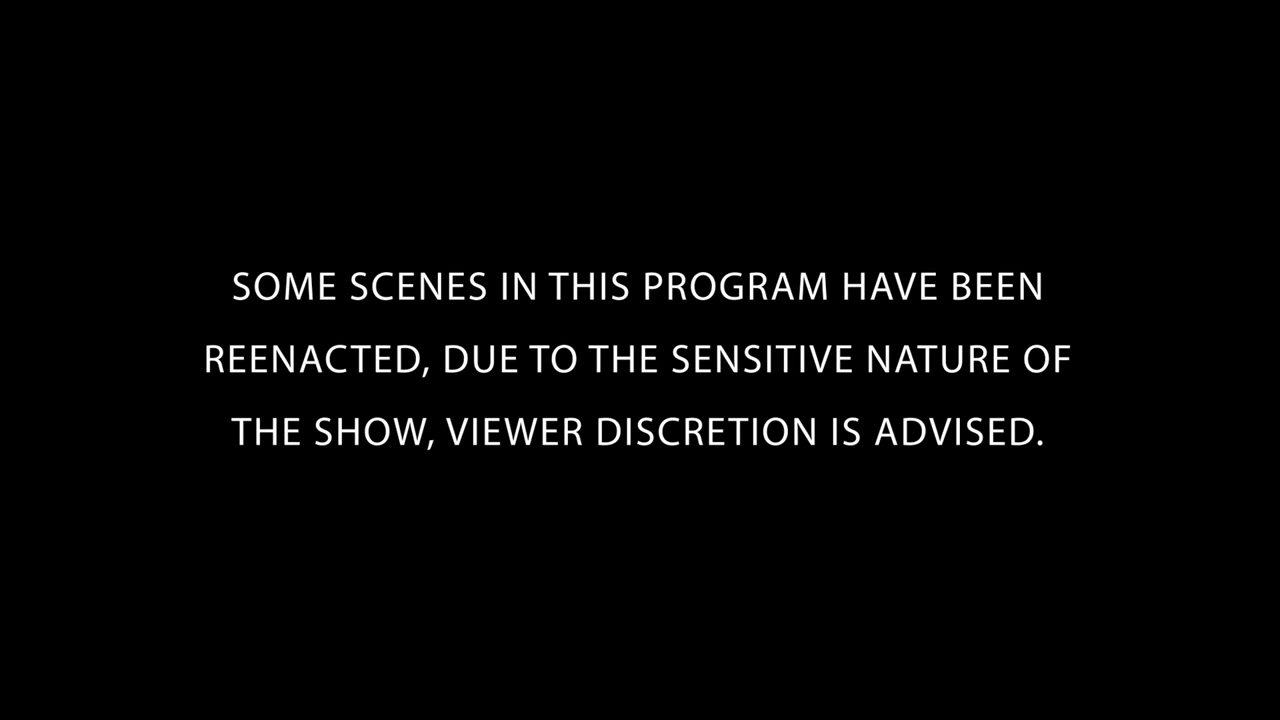 SOME SCENES IN THIS PROGRAM HAVE BEEN
REENACTED, DUE TO THE SENSITIVE NATURE OF
THE SHOW, VIEWER DISCRETION IS ADVISED.